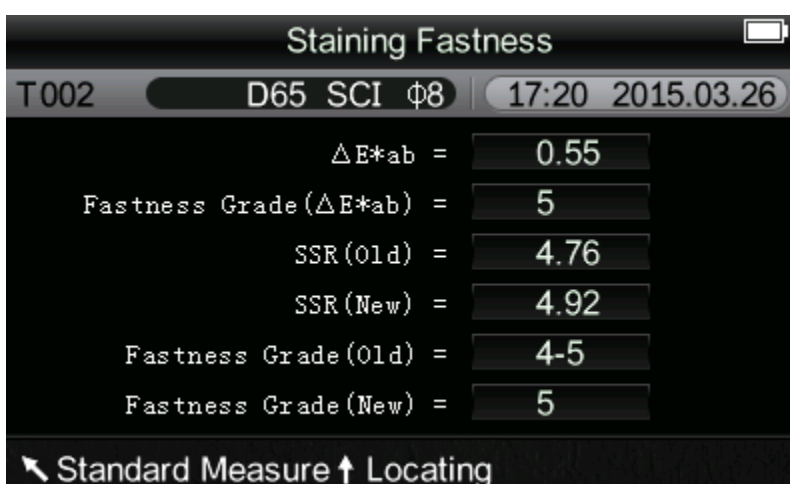 Staining Fastness
T002 D65 SCI Φ8 17:20 2015.03.26
△E*ab = 0.55
Fastness Grade(△E*ab) = 5
SSR(Old) = 4.76
SSR(New) = 4.92
Fastness Grade(Old) = 4-5
Fastness Grade(New) = 5
Standard Measure Locating